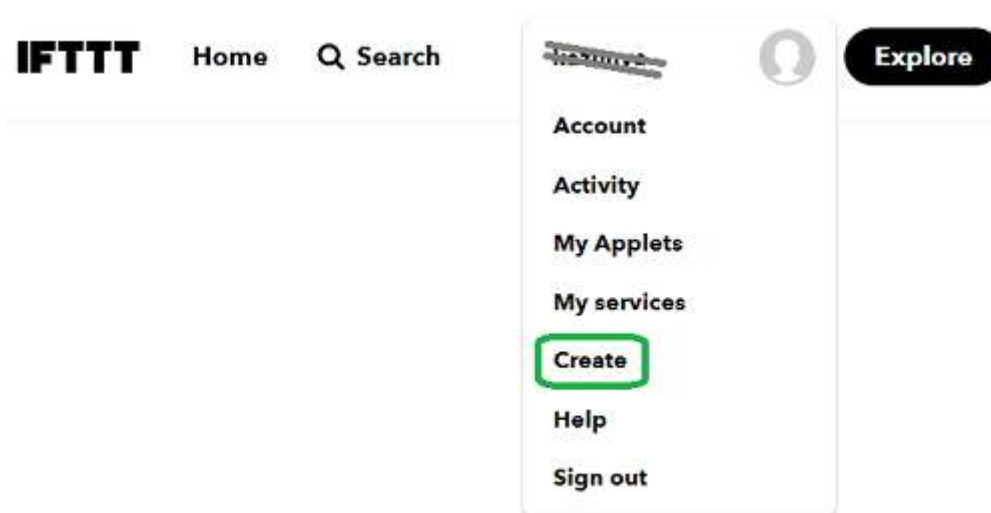 IFTTT Home Search Explore
Account
Activity
My Applets
My services
Create
Help
Sign out